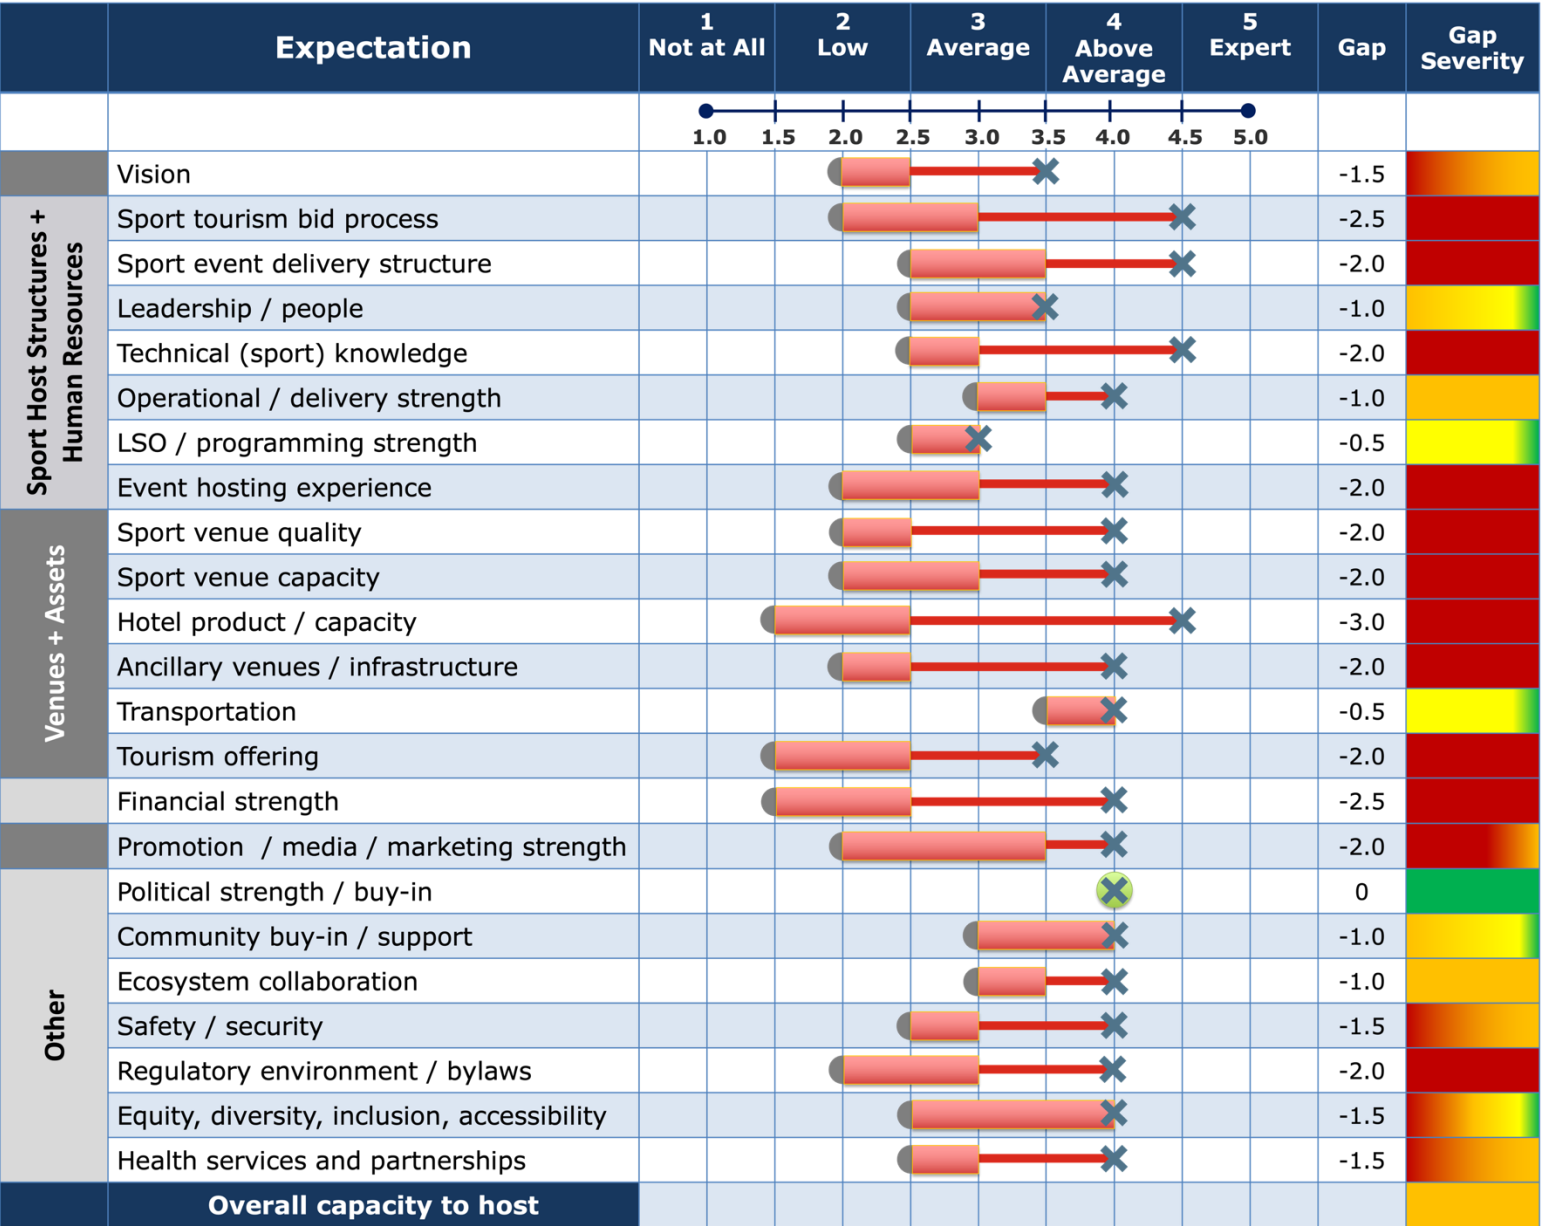 Expectation
1
Not at All
2
Low
3
Average
4
Above
Average
5
Expert
Gap
Gap
Severity
1.0 1.5 2.0 2.5 3.0 3.5 4.0 4.5 5.0
Vision -1.5
Sport Host Structures +
Human Resources
Sport tourism bid process -2.5
Sport event delivery structure -2.0
Leadership / people -1.0
Technical (sport) knowledge -2.0
Operational / delivery strength -1.0
LSO / programming strength -0.5
Event hosting experience -2.0
Venues + Assets
Sport venue quality -2.0
Sport venue capacity -2.0
Hotel product / capacity -3.0
Ancillary venues / infrastructure -2.0
Transportation -0.5
Tourism offering -2.0
Financial strength -2.5
Promotion / media / marketing strength -2.0
Other
Political strength / buy-in 0
Community buy-in / support -1.0
Ecosystem collaboration -1.0
Safety / security -1.5
Regulatory environment / bylaws -2.0
Equity, diversity, inclusion, accessibility -1.5
Health services and partnerships -1.5
Overall capacity to host